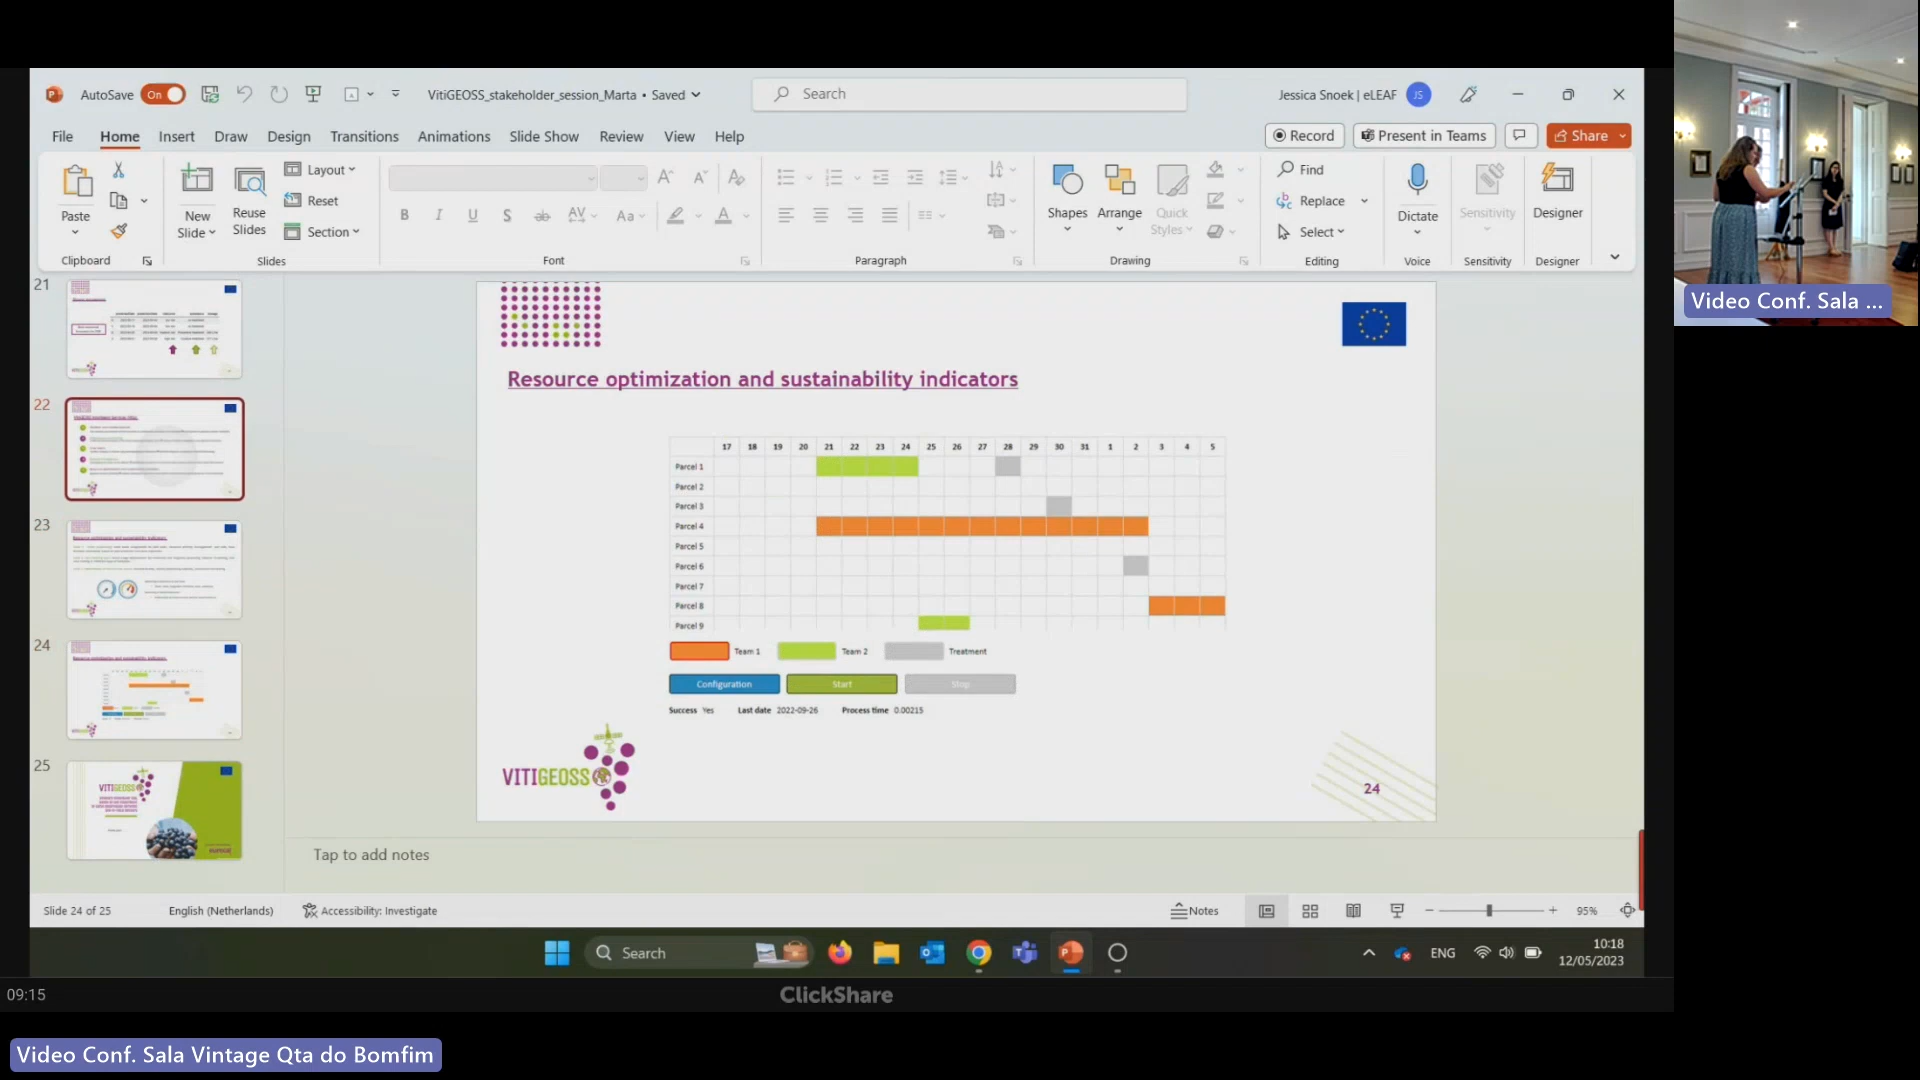 AutoSave On VitiGEOSS_stakeholder_session_Marta • Saved Search Jessica Snoek | eLEAF JS
File Home Insert Draw Design Transitions Animations Slide Show Review View Help Record Present in Teams Share
Paste New Slide Reuse Slides Layout Reset Section
Shapes Arrange Quick Styles Find Replace Select Dictate Sensitivity Designer
Clipboard Slides Font Paragraph Drawing Editing Voice Sensitivity Designer
Video Conf. Sala ...
21
22
23
24
25
Resource optimization and sustainability indicators
17 18 19 20 21 22 23 24 25 26 27 28 29 30 31 1 2 3 4 5
Parcel 1
Parcel 2
Parcel 3
Parcel 4
Parcel 5
Parcel 6
Parcel 7
Parcel 8
Parcel 9
Team 1 Team 2 Treatment
Configuration Start Stop
Success Yes Last date 2022-09-26 Process time 0.00215
VITIGEOSS
24
Tap to add notes
Slide 24 of 25 English (Netherlands) Accessibility: Investigate Notes 95%
Search ENG 10:18
12/05/2023
09:15 ClickShare
Video Conf. Sala Vintage Qta do Bomfim